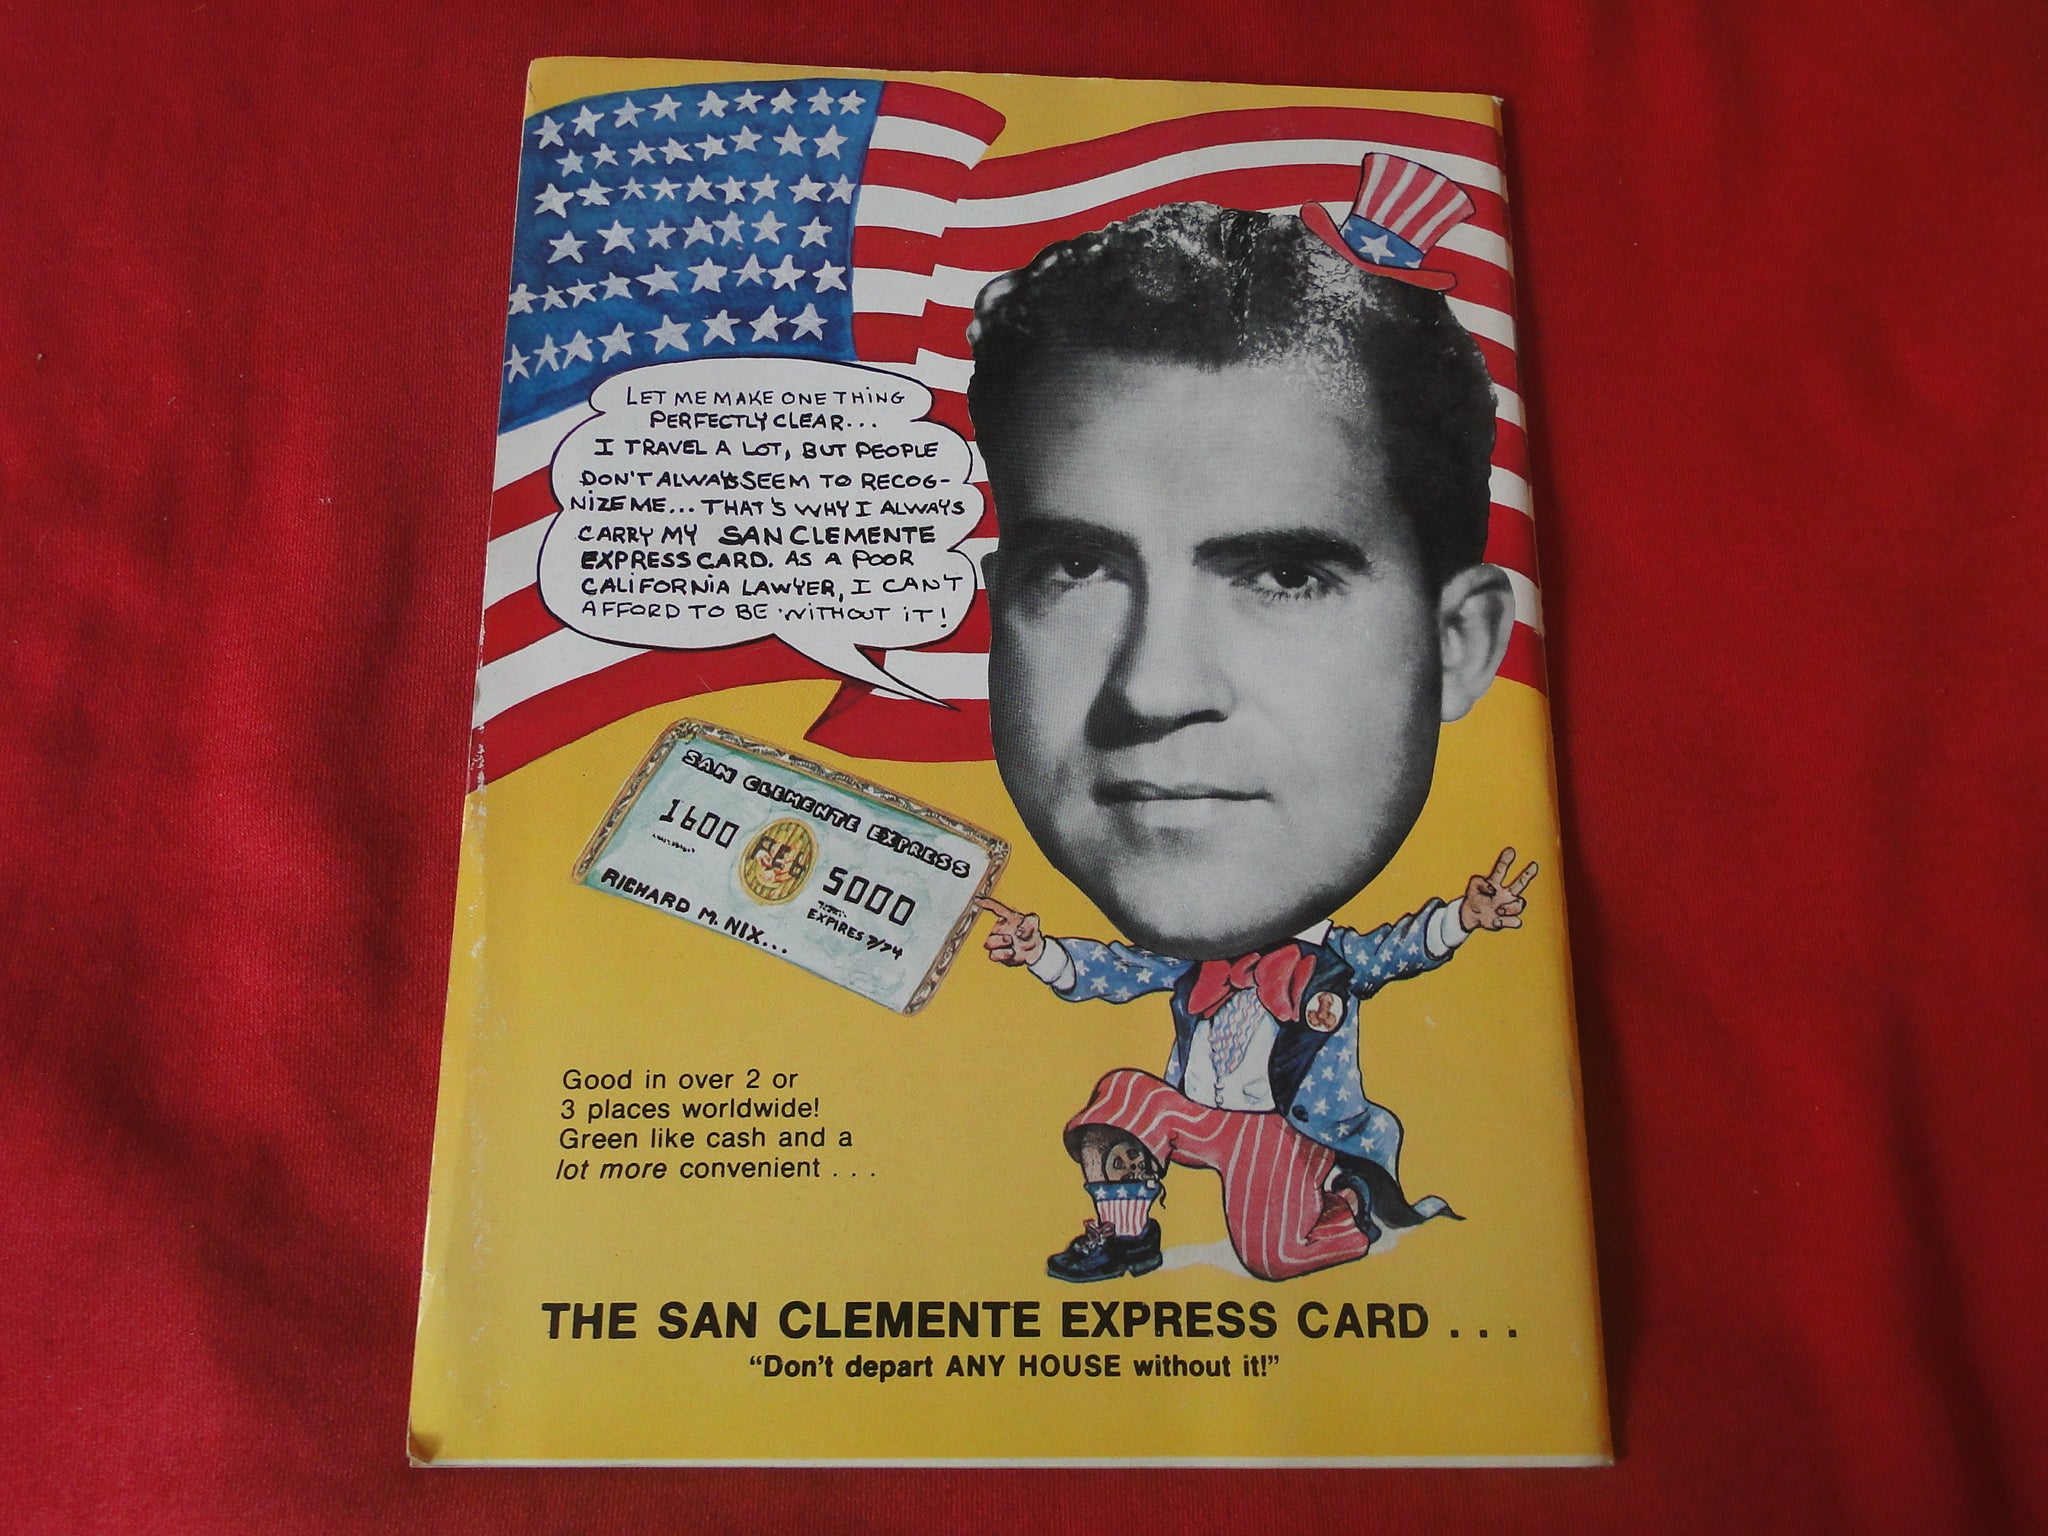 LET ME MAKE ONE THING
PERFECTLY CLEAR...
I TRAVEL A LOT, BUT PEOPLE
DON'T ALWAYS SEEM TO RECOG-
NIZE ME... THAT'S WHY I ALWAYS
CARRY MY SAN CLEMENTE
EXPRESS CARD. AS A POOR
CALIFORNIA LAWYER, I CAN'T
AFFORD TO BE WITHOUT IT!
SAN CLEMENTE EXPRESS
1600 5000
EXPIRES 7/74
RICHARD M. NIX...
Good in over 2 or
3 places worldwide!
Green like cash and a
lot more convenient . . .
THE SAN CLEMENTE EXPRESS CARD . . .
“Don't depart ANY HOUSE without it!”